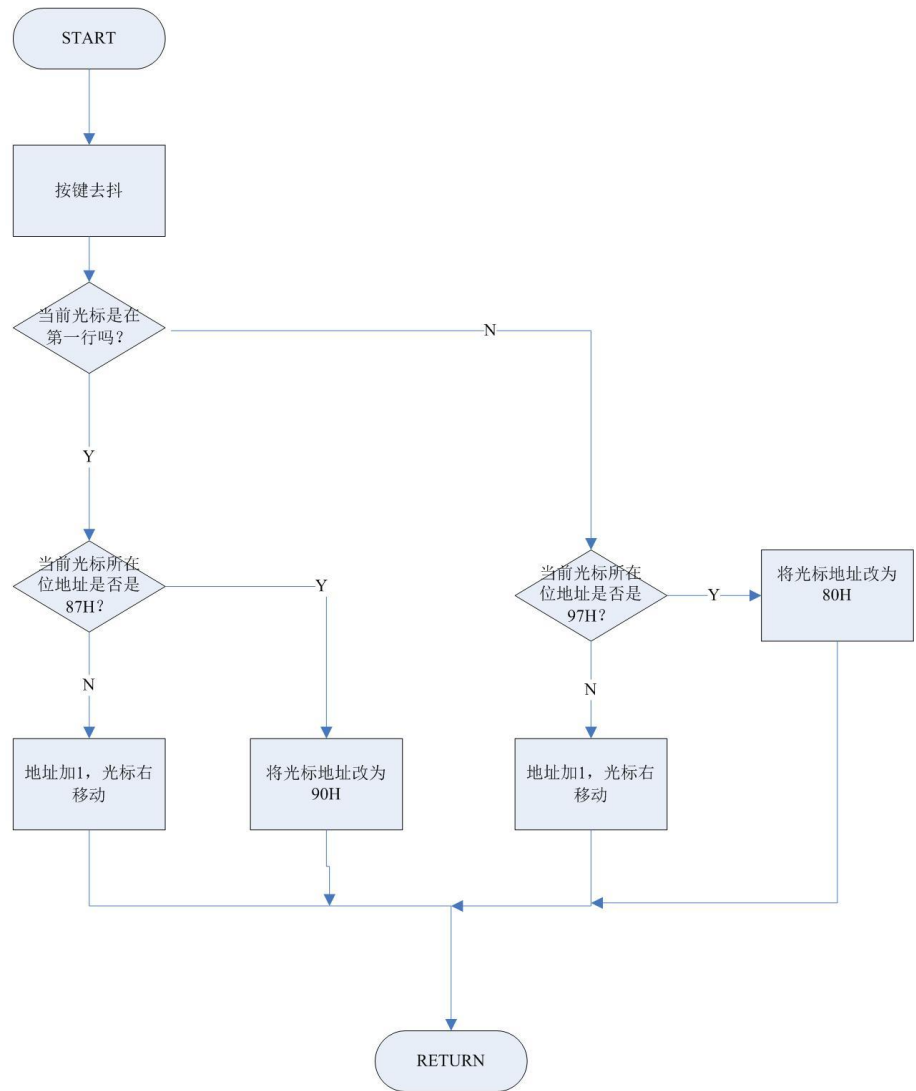 START
按键去抖
当前光标是在
第一行吗？
N
Y
当前光标所在
位地址是否是
87H？
Y
当前光标所在
位地址是否是
97H？
Y
将光标地址改为
80H
N
N
地址加1，光标右
移动
将光标地址改为
90H
地址加1，光标右
移动
RETURN